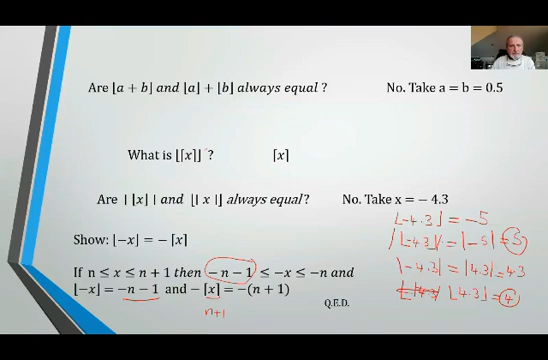 Are ⌊a + b⌋ and ⌊a⌋ + ⌊b⌋ always equal ? No. Take a = b = 0.5
What is ⌊⌈x⌉⌋ ? ⌈x⌉
Are | ⌊x⌋ | and ⌊| x |⌋ always equal? No. Take x = − 4.3
⌊-4.3⌋ = -5
Show: ⌊−x⌋ = − ⌈x⌉
|⌊-4.3⌋| = |-5| = 5
If n ≤ x ≤ n + 1 then −n − 1 ≤ −x ≤ −n and
|-4.3| = |4.3| = 4.3
⌊−x⌋ = −n − 1 and − ⌈x⌉ = −(n + 1)
⌊4.3⌋ = 4
Q.E.D.
n+1